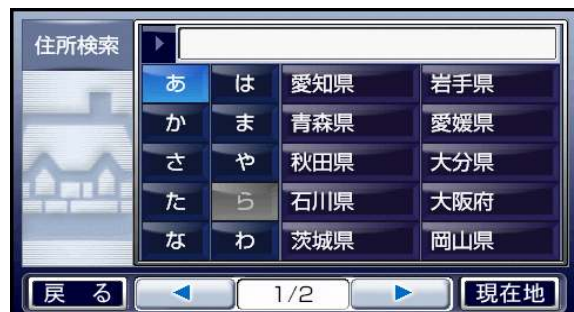 住所検索
あ は 愛知県 岩手県
か ま 青森県 愛媛県
さ や 秋田県 大分県
た ら 石川県 大阪府
な わ 茨城県 岡山県
戻る 1/2 現在地